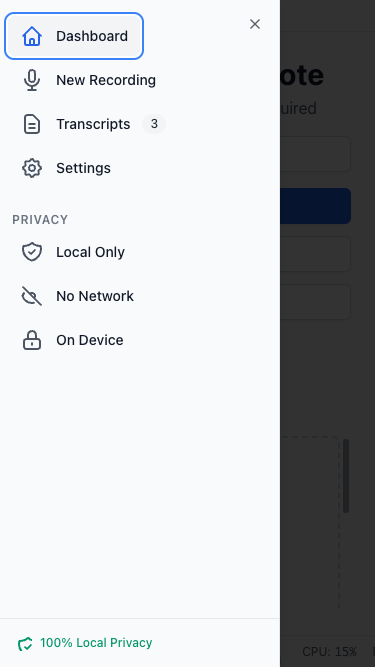 Dashboard
New Recording
Transcripts 3
Settings
PRIVACY
Local Only
No Network
On Device
100% Local Privacy
ote
uired
CPU: 15%